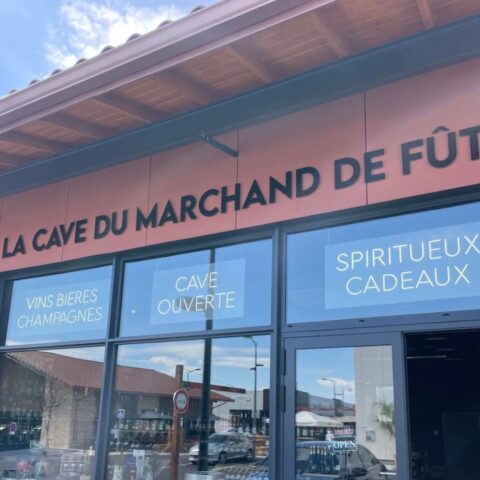 LA CAVE DU MARCHAND DE FÛT
VINS BIERES
CHAMPAGNES
CAVE
OUVERTE
SPIRITUEUX
CADEAUX
OPEN